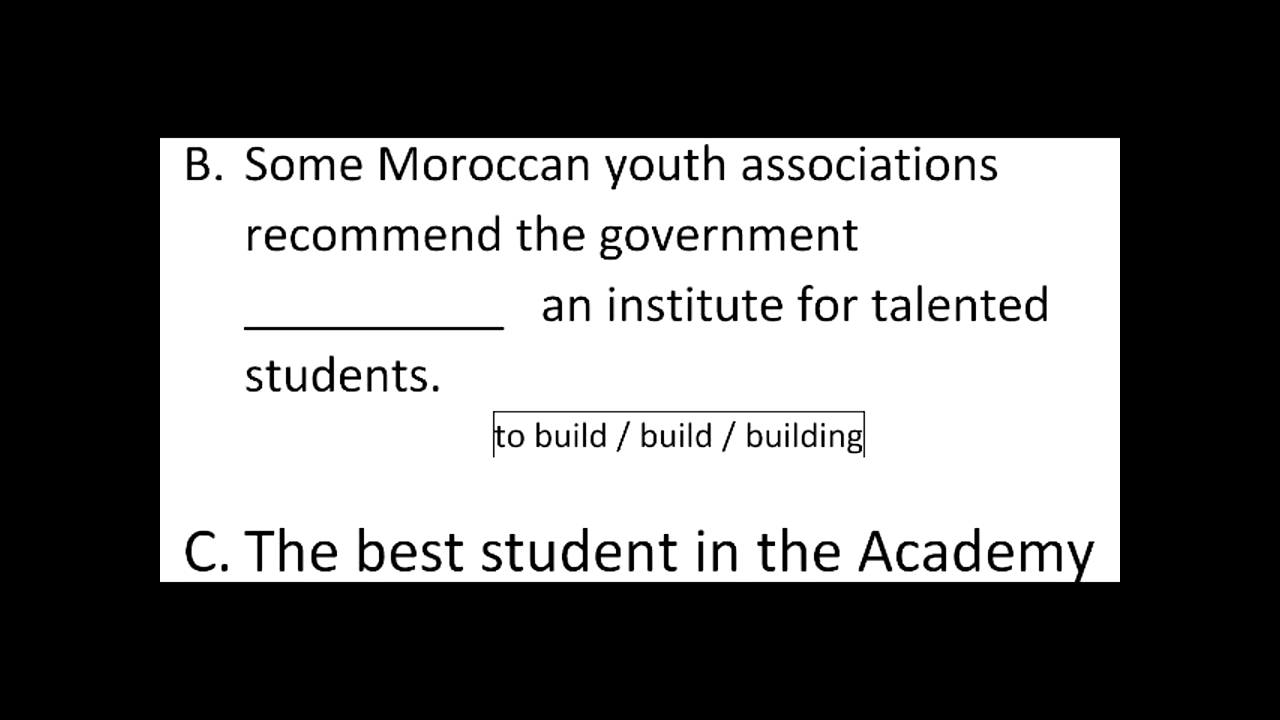 B. Some Moroccan youth associations
recommend the government
__________ an institute for talented
students.
to build / build / building
C. The best student in the Academy